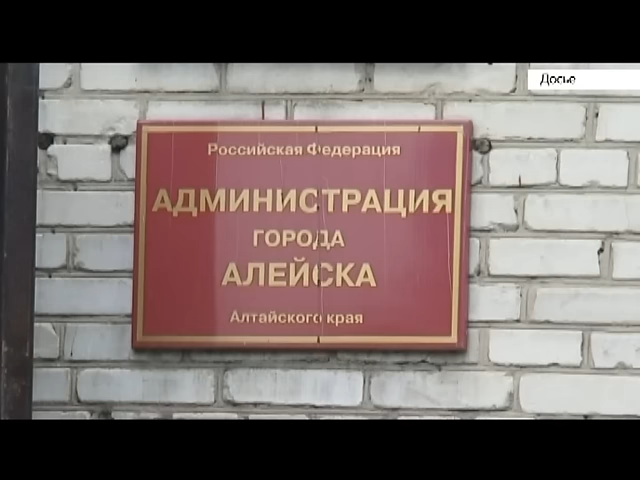 Досье
Российская Федерация
АДМИНИСТРАЦИЯ
ГОРОДА
АЛЕЙСКА
Алтайского края